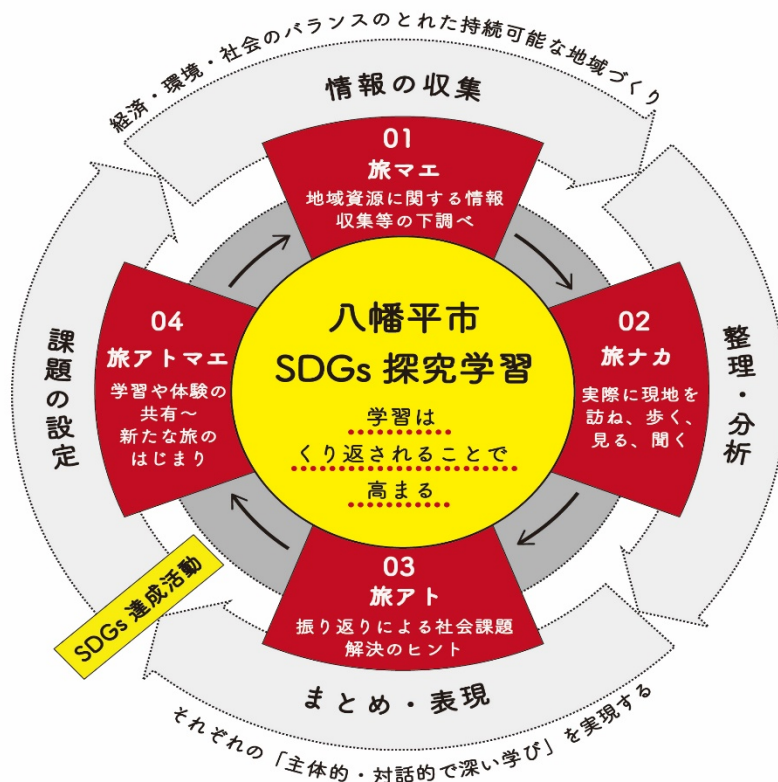 経済・環境・社会のバランスのとれた持続可能な地域づくり
情報の収集
01
旅マエ
地域資源に関する情報
収集等の下調べ
整理・分析
02
旅ナカ
実際に現地を
訪ね、歩く、
見る、聞く
八幡平市
SDGs 探究学習
学習は
くり返されることで
高まる
課題の設定
04
旅アトマエ
学習や体験の
共有～
新たな旅の
はじまり
03
旅アト
振り返りによる社会課題
解決のヒント
SDGs 達成活動
まとめ・表現
それぞれの「主体的・対話的で深い学び」を実現する